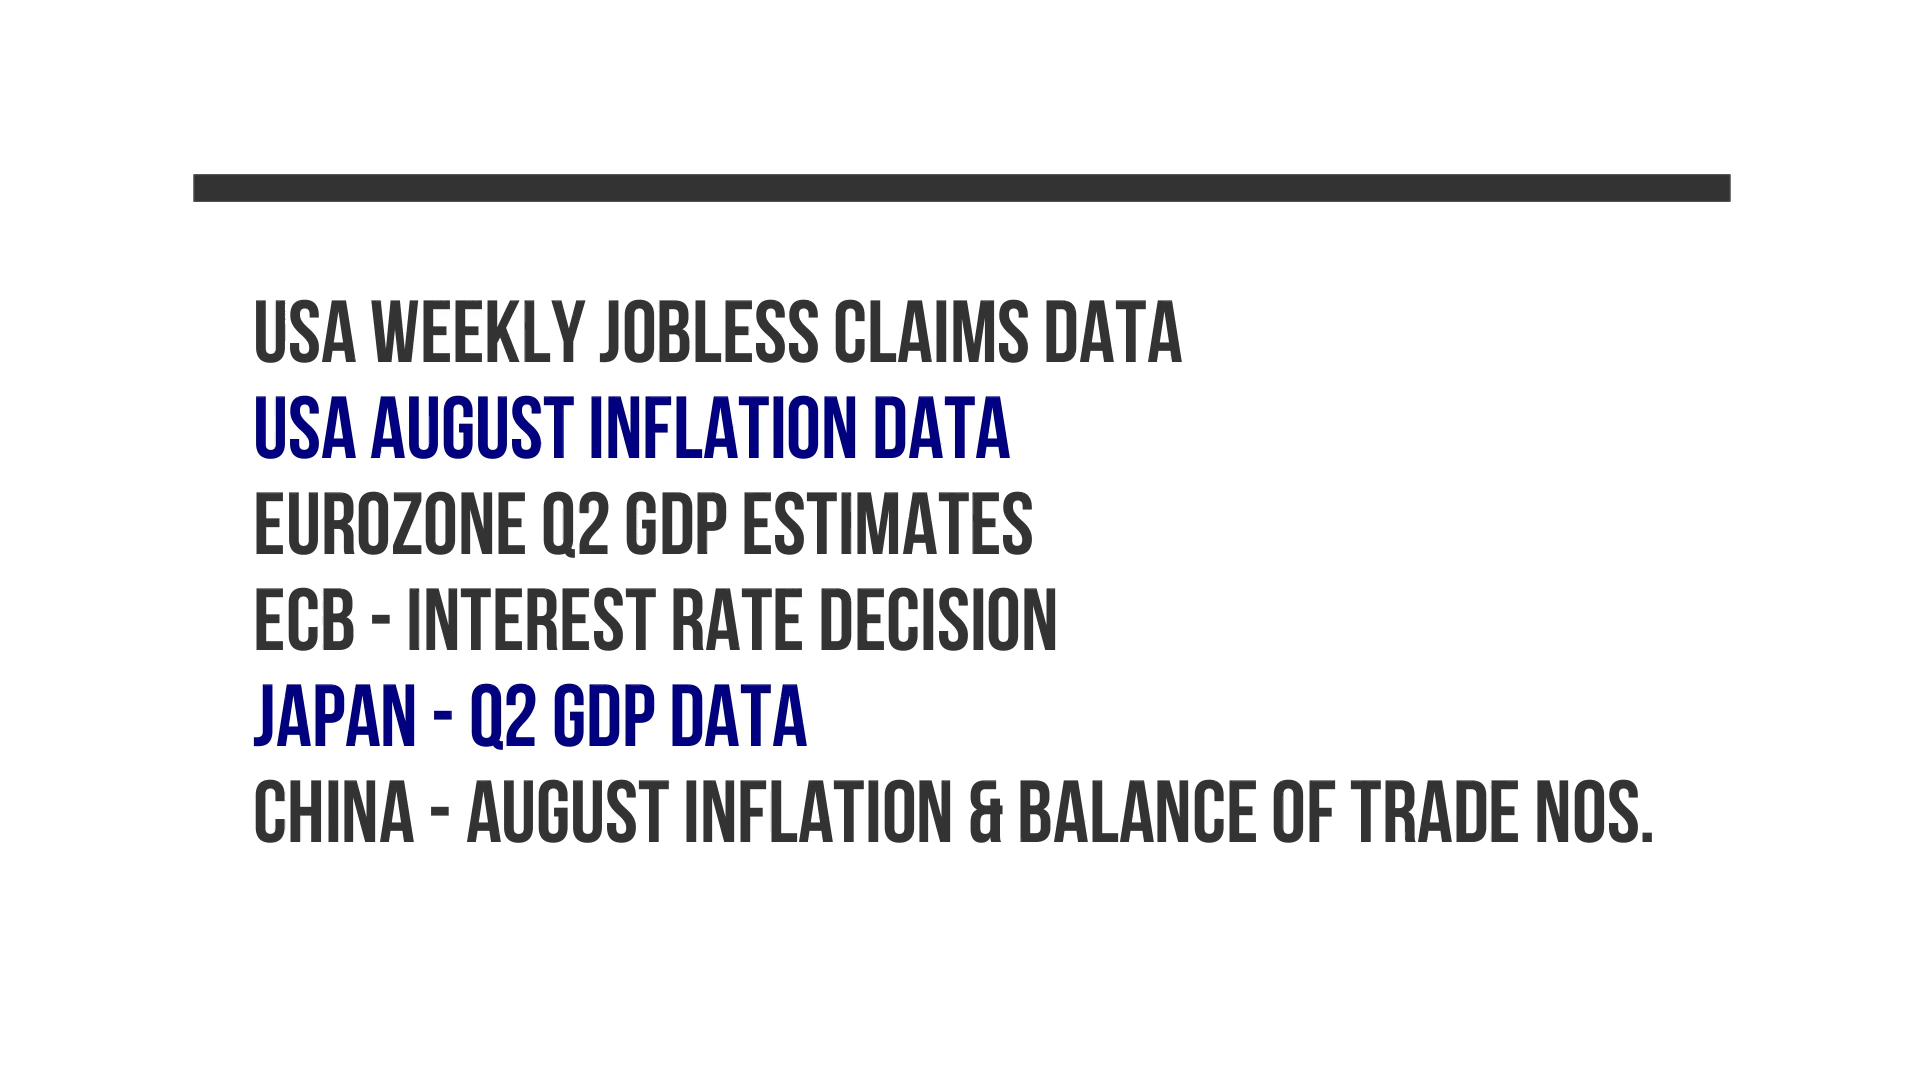 USA WEEKLY JOBLESS CLAIMS DATA
USA AUGUST INFLATION DATA
EUROZONE Q2 GDP ESTIMATES
ECB - INTEREST RATE DECISION
JAPAN - Q2 GDP DATA
CHINA - AUGUST INFLATION & BALANCE OF TRADE NOS.